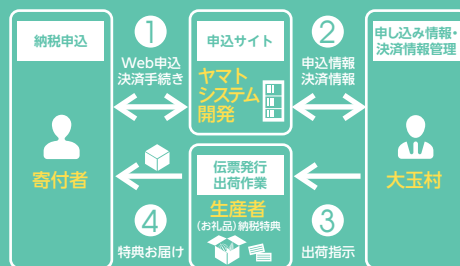 納税申込
寄付者
1
Web申込
決済手続き
申込サイト
ヤマト
システム
開発
2
申込情報
決済情報
申し込み情報・
決済情報管理
大玉村
3
出荷指示
伝票発行
出荷作業
生産者
(お礼品)納税特典
4
特典お届け